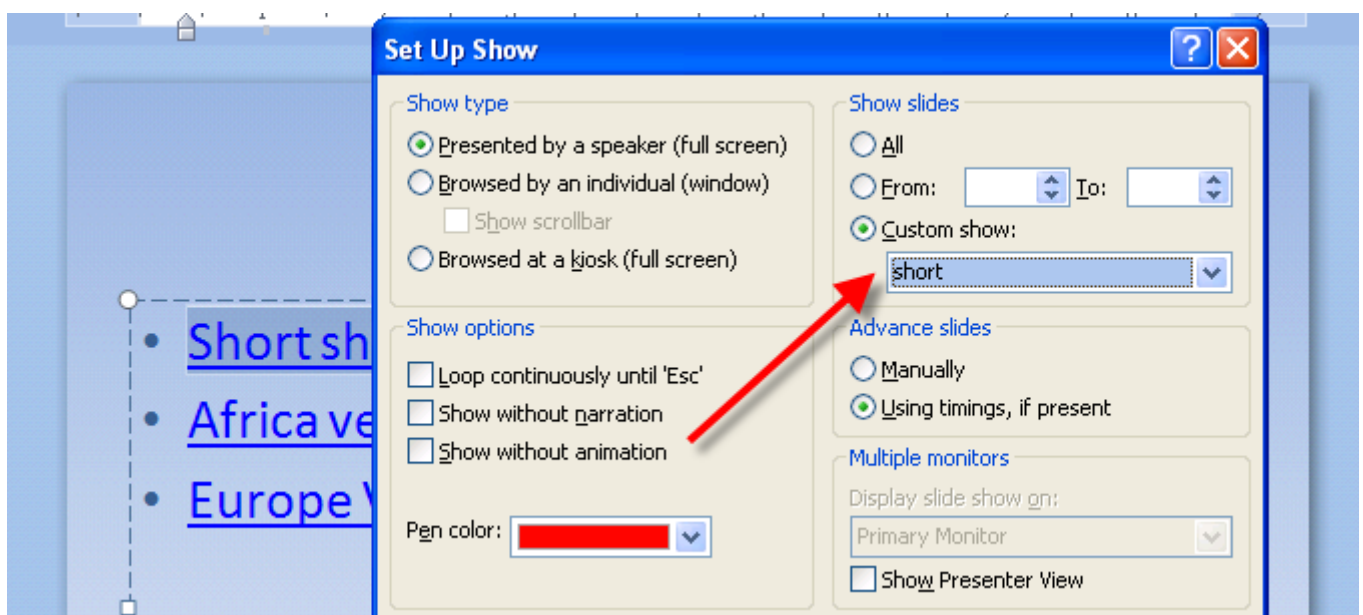 Set Up Show
Show type
Presented by a speaker (full screen)
Browsed by an individual (window)
Show scrollbar
Browsed at a kiosk (full screen)
Show slides
All
From: To:
Custom show:
short
Show options
Loop continuously until 'Esc'
Show without narration
Show without animation
Pen color:
Advance slides
Manually
Using timings, if present
Multiple monitors
Display slide show on:
Primary Monitor
Show Presenter View
• Short sh
• Africa ve
• Europe V